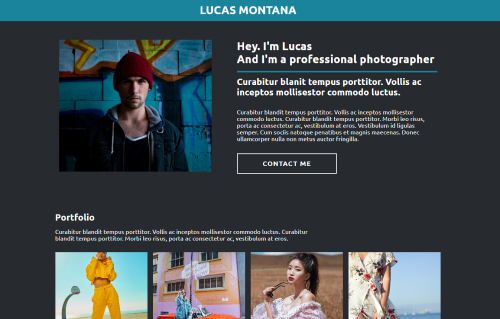 LUCAS MONTANA
Hey. I'm Lucas
And I'm a professional photographer
Curabitur blanit tempus porttitor. Vollis ac
inceptos mollisestor commodo luctus.
Curabitur blandit tempus porttitor. Vollis ac inceptos mollisestor
commodo luctus. Curabitur blandit tempus porttitor. Morbi leo risus,
porta ac consectetur ac, vestibulum at eros. Vestibulum id ligulas
semper. Cum sociis natoque penatibus et magnis maecenas. Donec
ullamcorper nulla non metus auctor fringilla.
CONTACT ME
Portfolio
Curabitur blandit tempus porttitor. Vollis ac inceptos mollisestor commodo luctus. Curabitur
blandit tempus porttitor. Morbi leo risus, porta ac consectetur ac, vestibulum at eros.